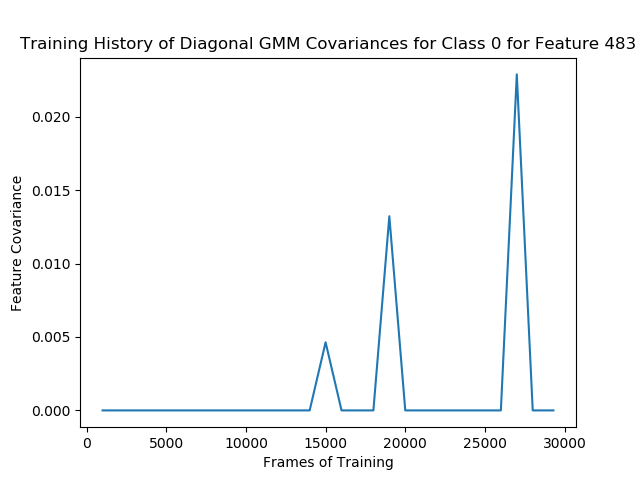 Training History of Diagonal GMM Covariances for Class 0 for Feature 483
0.020
0.015
0.010
0.005
0.000
Feature Covariance
0 5000 10000 15000 20000 25000 30000
Frames of Training